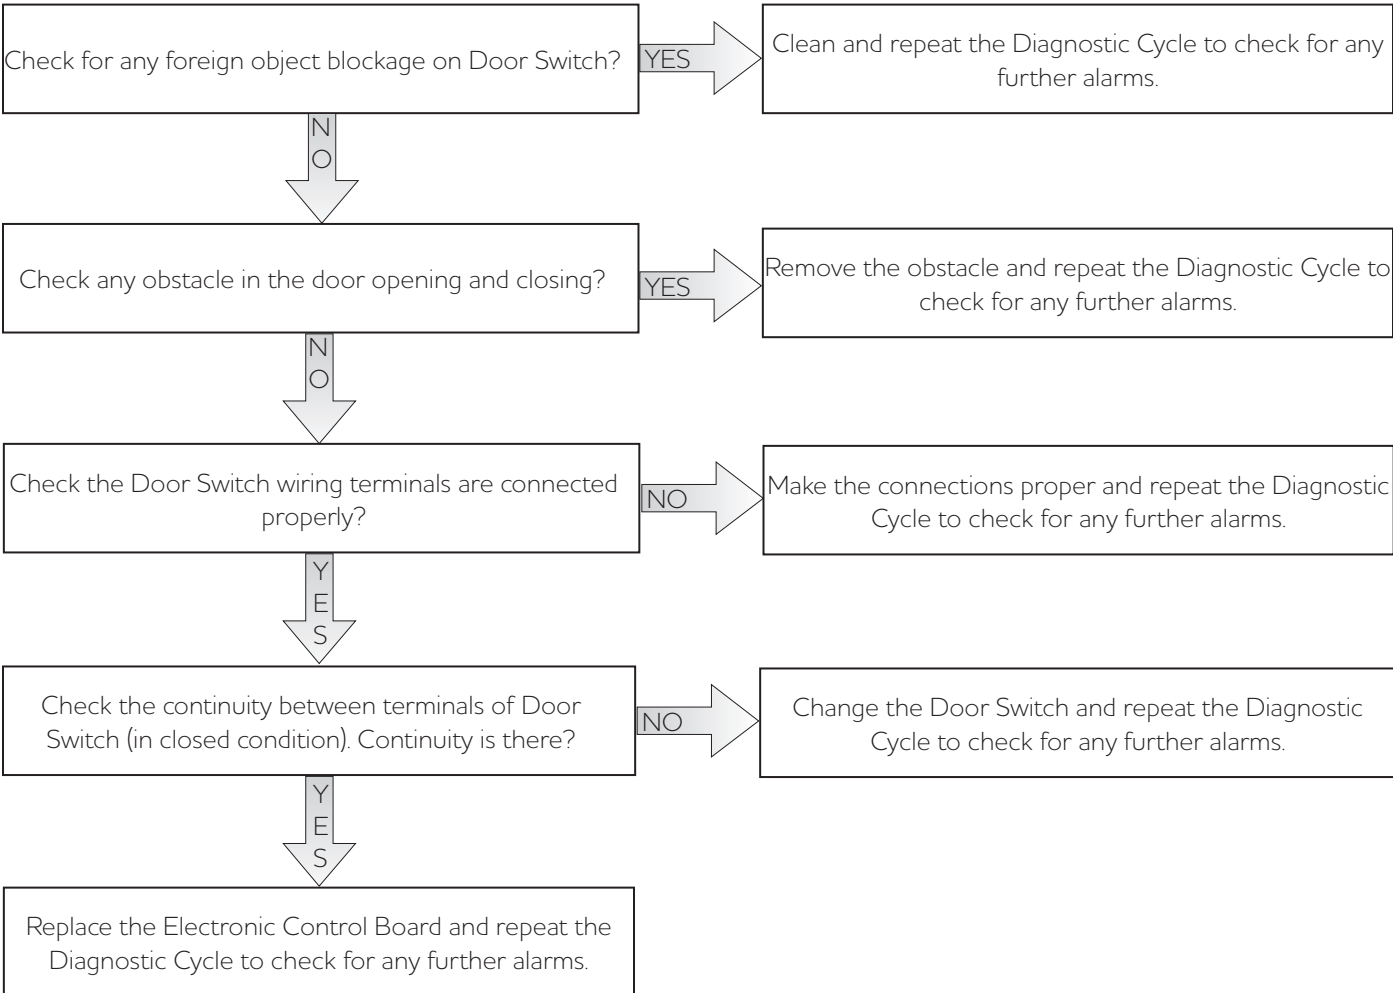 Check for any foreign object blockage on Door Switch?
YES
Clean and repeat the Diagnostic Cycle to check for any
further alarms.
N
O
Check any obstacle in the door opening and closing?
YES
Remove the obstacle and repeat the Diagnostic Cycle to
check for any further alarms.
N
O
Check the Door Switch wiring terminals are connected
properly?
NO
Make the connections proper and repeat the Diagnostic
Cycle to check for any further alarms.
Y
E
S
Check the continuity between terminals of Door
Switch (in closed condition). Continuity is there?
NO
Change the Door Switch and repeat the Diagnostic
Cycle to check for any further alarms.
Y
E
S
Replace the Electronic Control Board and repeat the
Diagnostic Cycle to check for any further alarms.